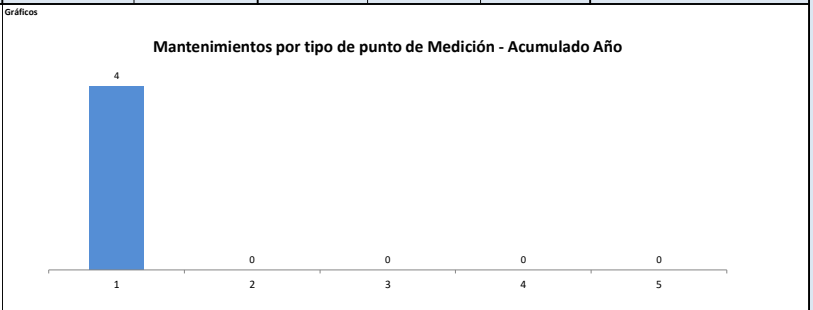 Gráficos
Mantenimientos por tipo de punto de Medición - Acumulado Año
4
0 0 0 0
1 2 3 4 5